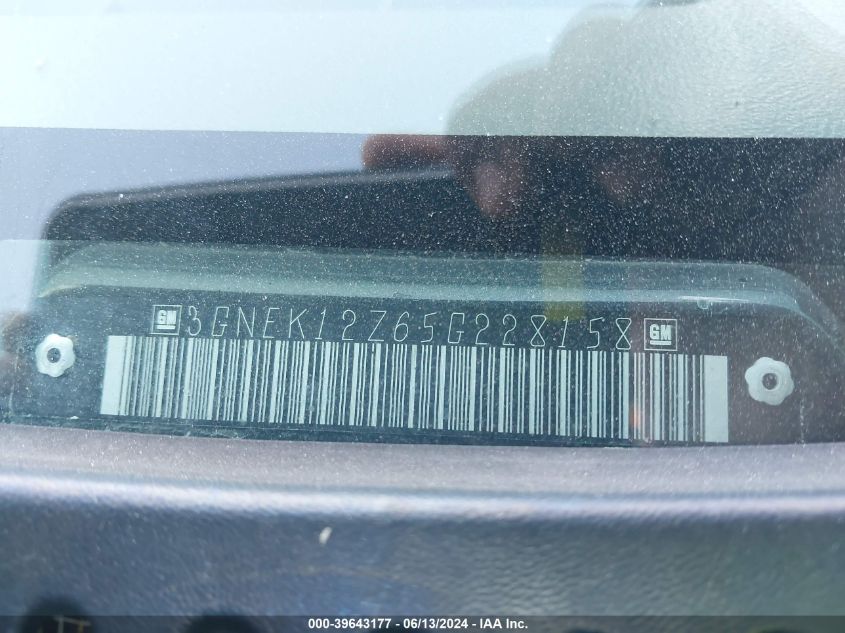 GM 3GNEK12Z65G228158 GM
000-39643177 - 06/13/2024 - IAA Inc.